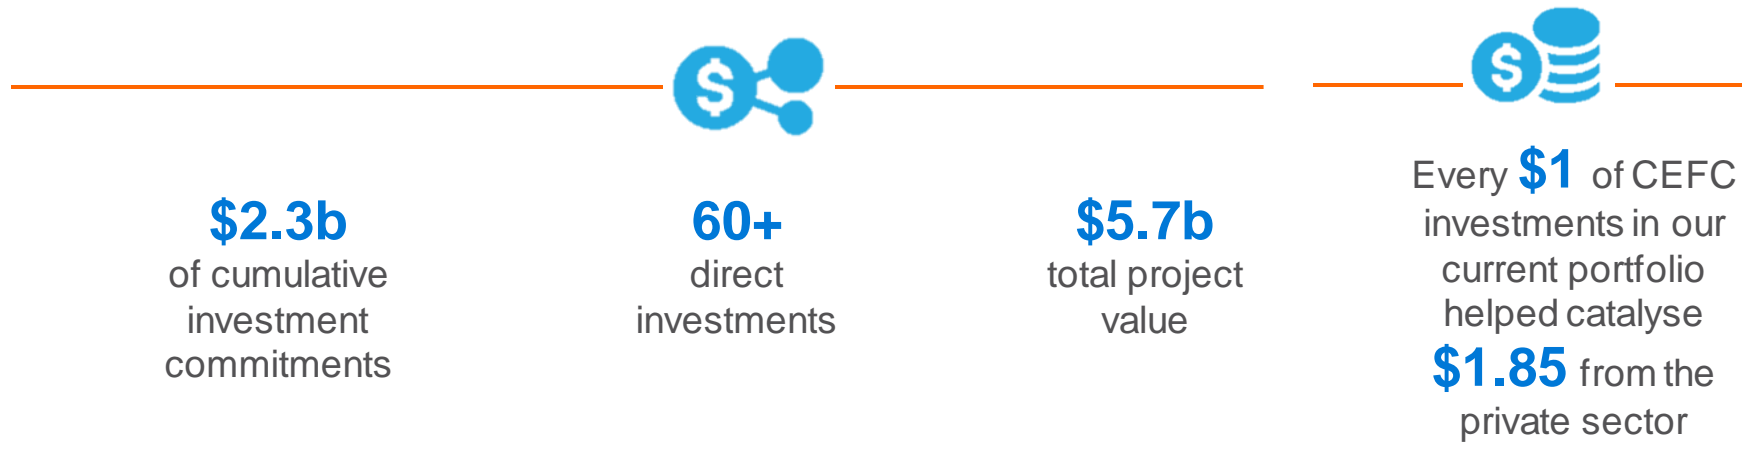 $2.3b
of cumulative
investment
commitments
60+
direct
investments
$5.7b
total project
value
Every $1 of CEFC
investments in our
current portfolio
helped catalyse
$1.85 from the
private sector